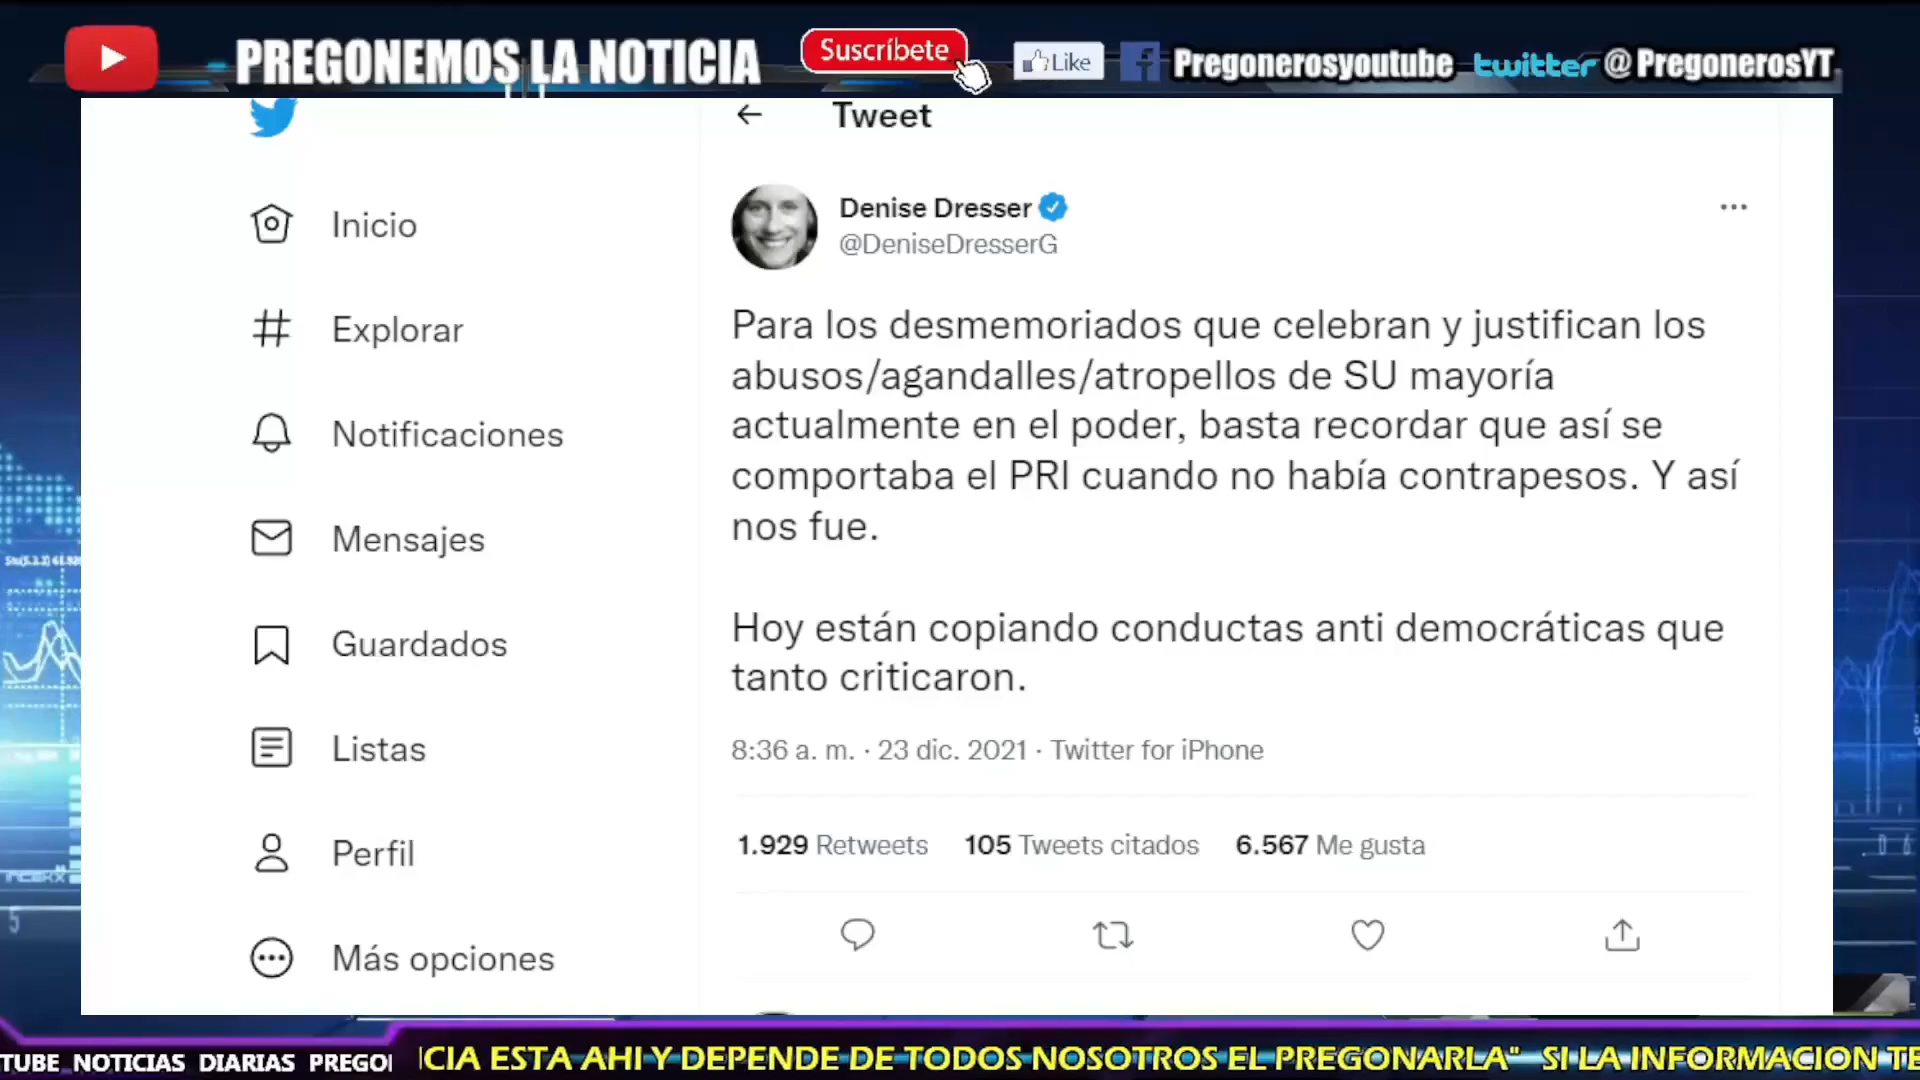 PREGONEMOS LA NOTICIA
Suscríbete
Like
Pregonerosyoutube
twitter @PregonerosYT
Tweet
Inicio
Explorar
Notificaciones
Mensajes
Guardados
Listas
Perfil
Más opciones
Denise Dresser
@DeniseDresserG
Para los desmemoriados que celebran y justifican los
abusos/agandalles/atropellos de SU mayoría
actualmente en el poder, basta recordar que así se
comportaba el PRI cuando no había contrapesos. Y así
nos fue.
Hoy están copiando conductas anti democráticas que
tanto criticaron.
8:36 a. m. · 23 dic. 2021 · Twitter for iPhone
1.929 Retweets 105 Tweets citados 6.567 Me gusta
TUBE NOTICIAS DIARIAS PREGO
CIA ESTA AHI Y DEPENDE DE TODOS NOSOTROS EL PREGONARLA" SI LA INFORMACION TE